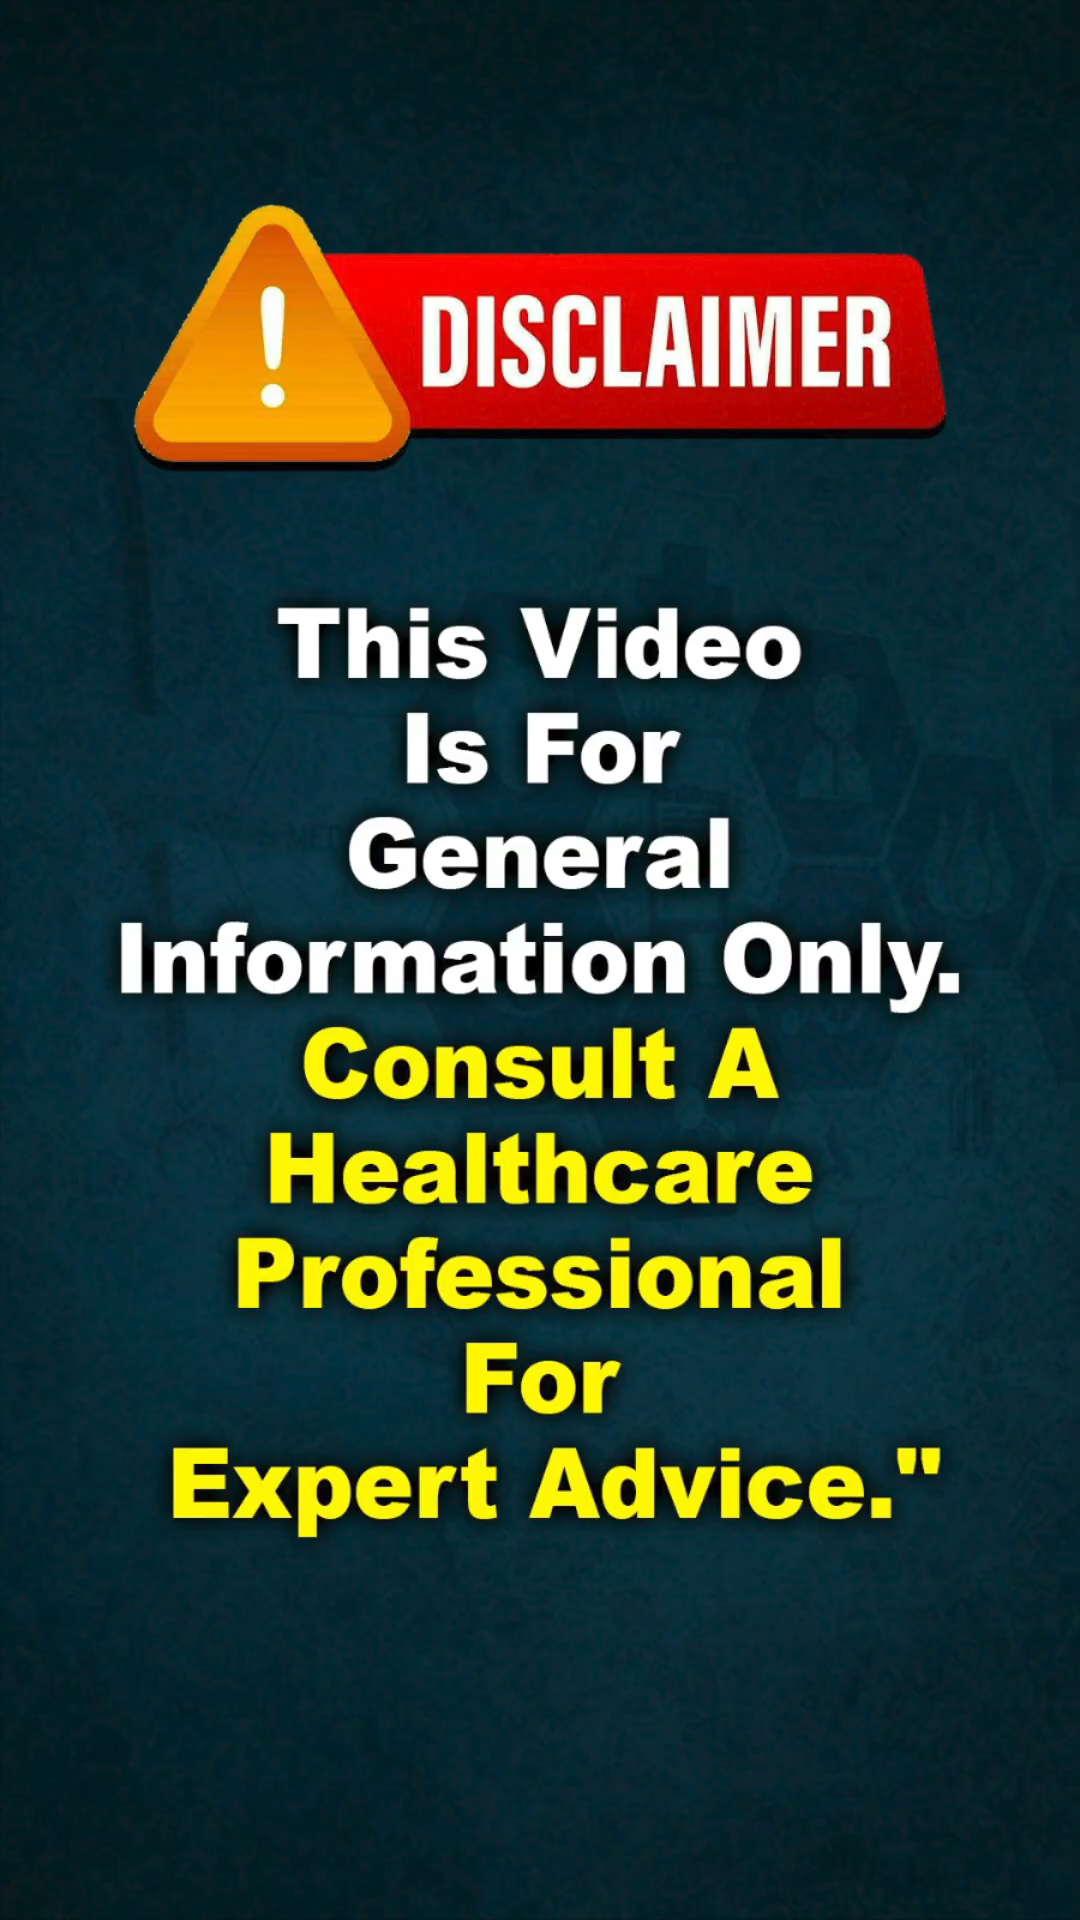 DISCLAIMER
This Video
Is For
General
Information Only.
Consult A
Healthcare
Professional
For
Expert Advice."